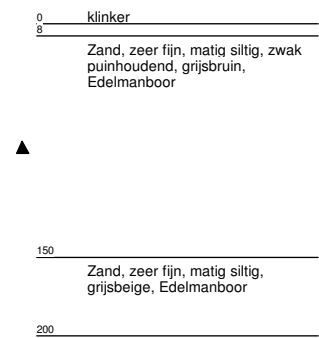 0 klinker
8
Zand, zeer fijn, matig siltig, zwak
puinhoudend, grijsbruin,
Edelmanboor
150
Zand, zeer fijn, matig siltig,
grijsbeige, Edelmanboor
200